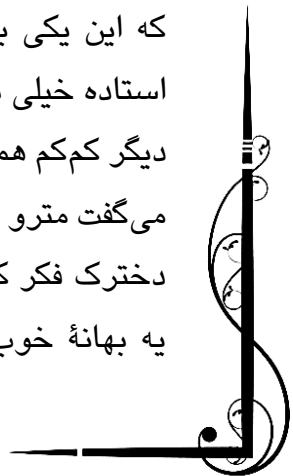 که این یکی
استاده خیلی
دیگر کم‌کم
می‌گفت مترو
دخترک فکر
یه بهانهٔ خوب